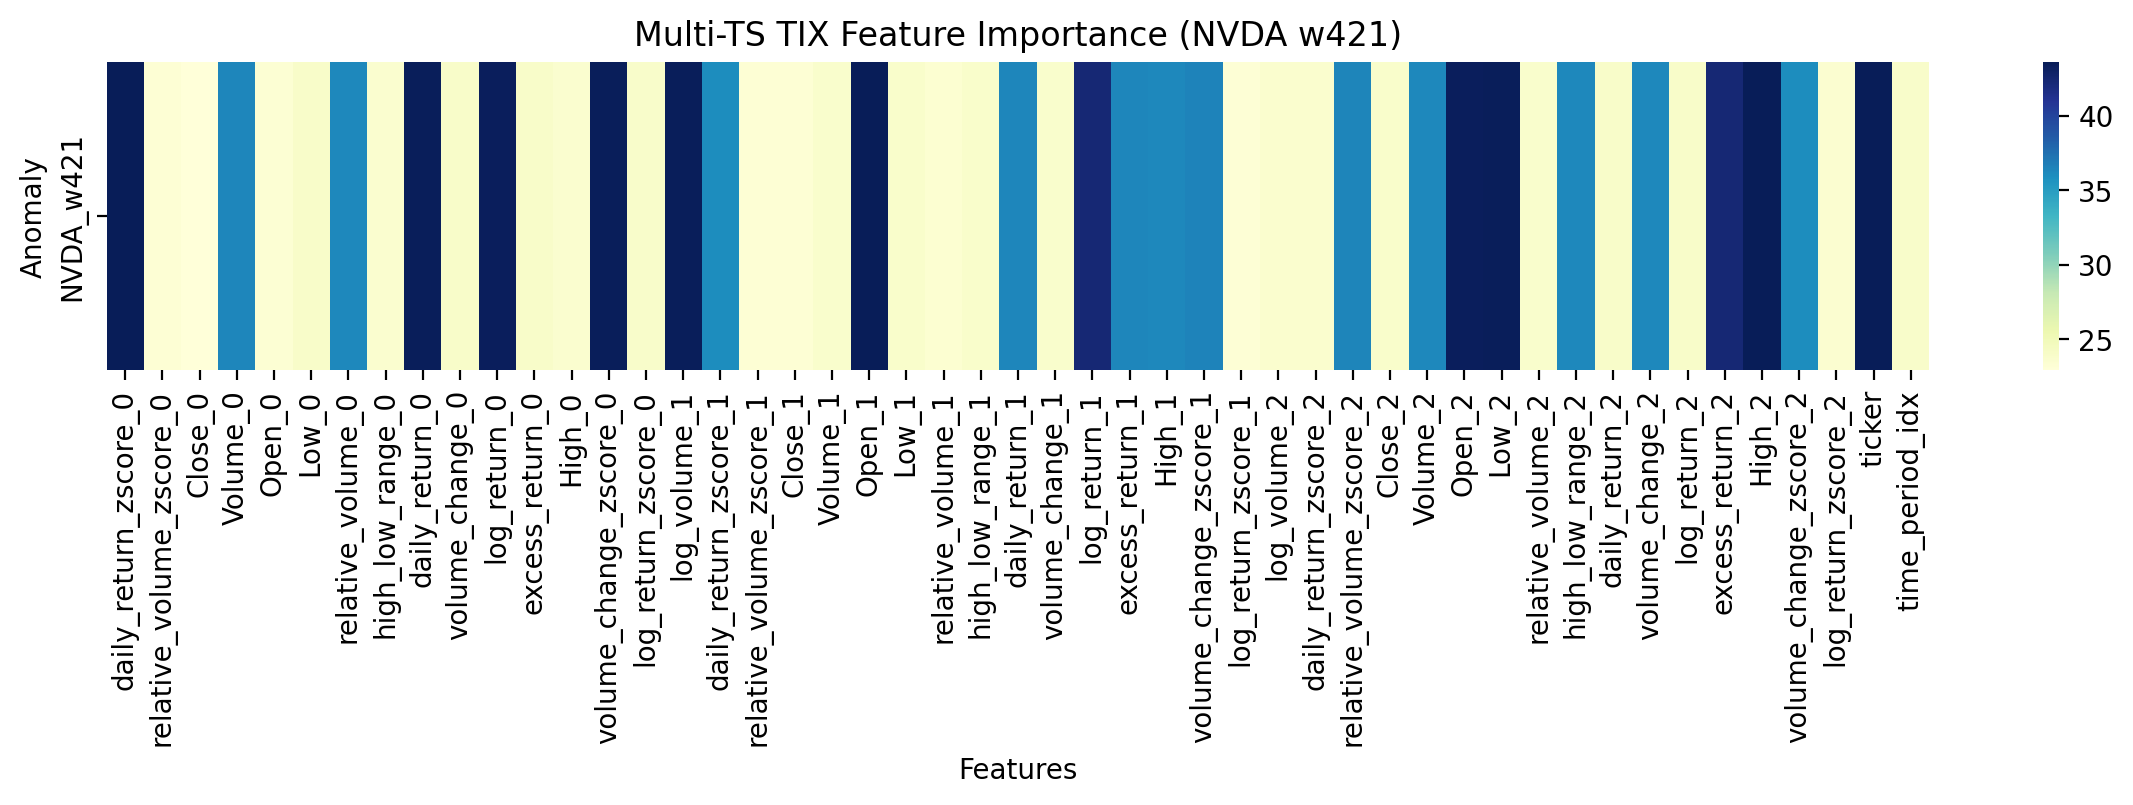 Multi-TS TIX Feature Importance (NVDA w421)
Anomaly
NVDA_w421
40
35
30
25
daily_return_zscore_0
relative_volume_zscore_0
Close_0
Volume_0
Open_0
Low_0
relative_volume_0
high_low_range_0
daily_return_0
volume_change_0
log_return_0
excess_return_0
High_0
volume_change_zscore_0
log_return_zscore_0
log_volume_1
daily_return_zscore_1
relative_volume_zscore_1
Close_1
Volume_1
Open_1
Low_1
relative_volume_1
high_low_range_1
daily_return_1
volume_change_1
log_return_1
excess_return_1
High_1
volume_change_zscore_1
log_return_zscore_1
log_volume_2
daily_return_zscore_2
relative_volume_zscore_2
Close_2
Volume_2
Open_2
Low_2
relative_volume_2
high_low_range_2
daily_return_2
volume_change_2
log_return_2
excess_return_2
High_2
volume_change_zscore_2
log_return_zscore_2
ticker
time_period_idx
Features